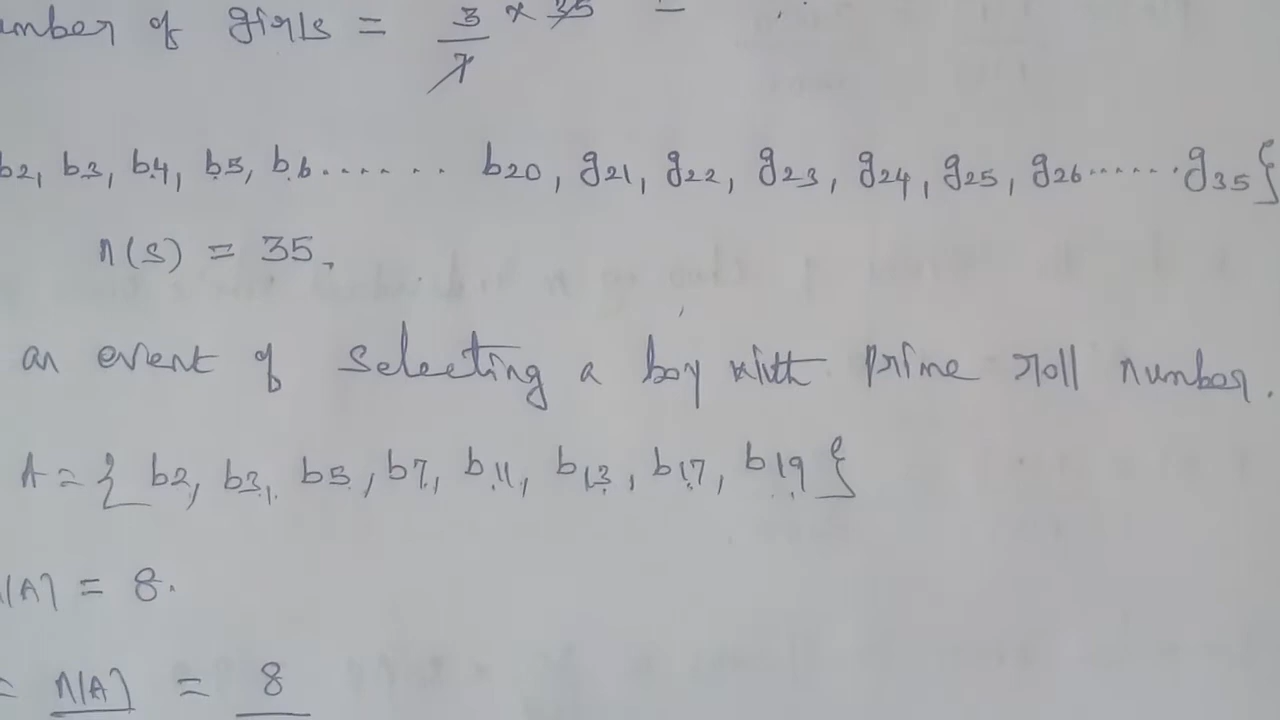 of girls = 3/7 × 35 =
b2, b3, b4, b5, b6...... b20, g21, g22, g23, g24, g25, g26......g35}
n(s) = 35,
an event of selecting a boy with prime roll number.
A = { b2, b3, b5, b7, b11, b13, b17, b19 }
(A) = 8.
= n(A) = 8